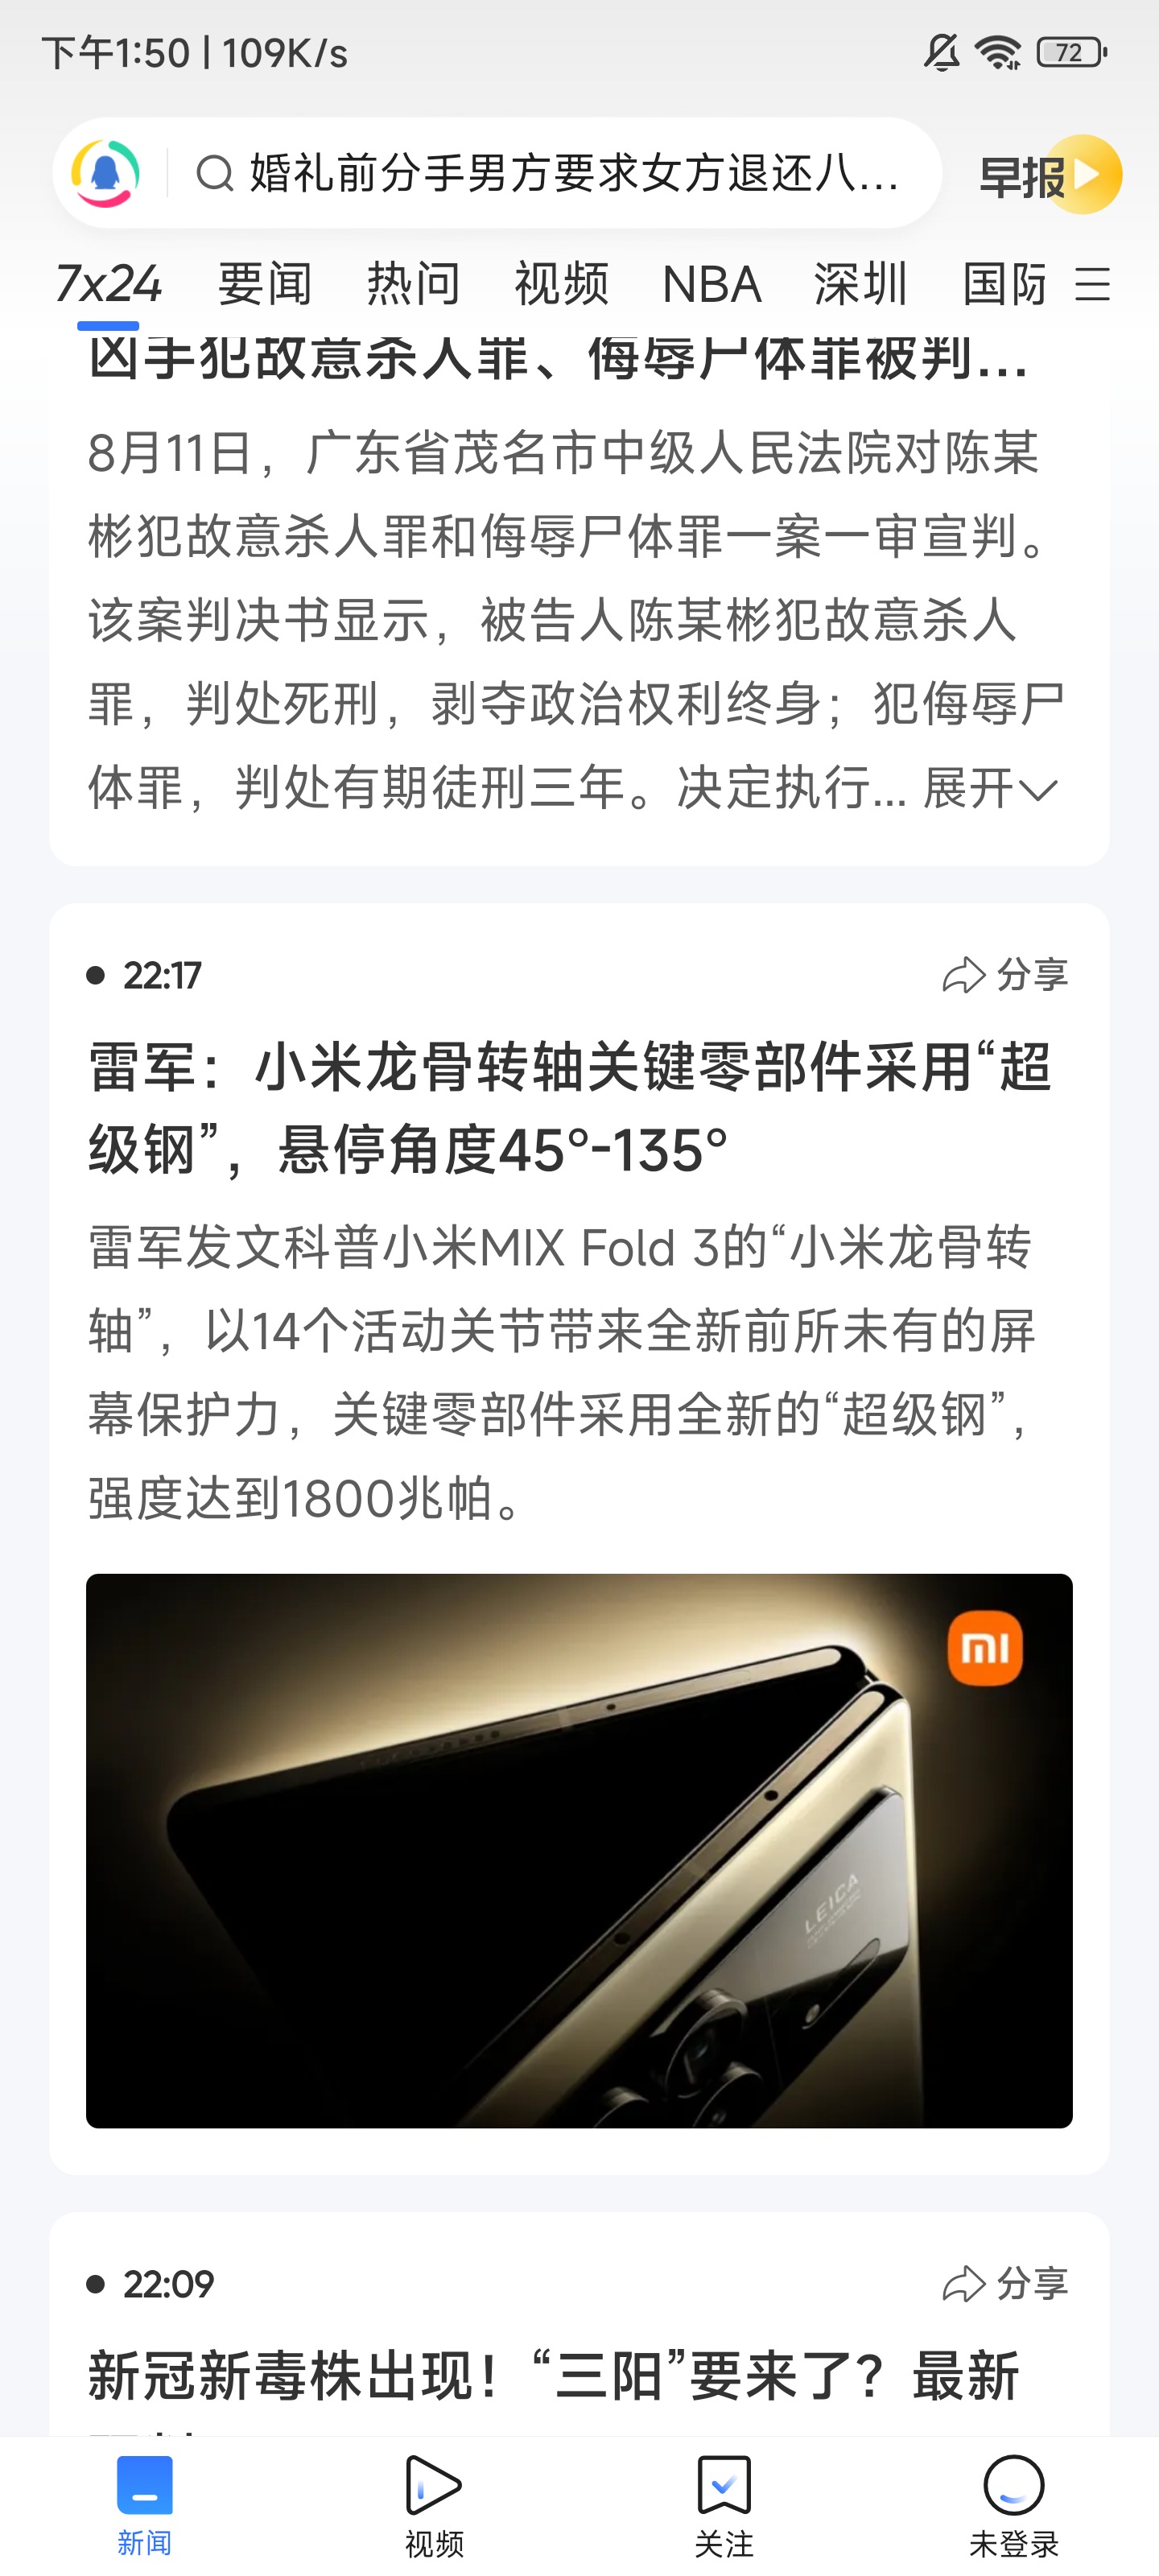 下午1:50 | 109K/s
72
婚礼前分手男方要求女方退还八...
早报
7x24 要闻 热问 视频 NBA 深圳 国际
凶手犯故意杀人罪、侮辱尸体罪被判...
8月11日，广东省茂名市中级人民法院对陈某
彬犯故意杀人罪和侮辱尸体罪一案一审宣判。
该案判决书显示，被告人陈某彬犯故意杀人
罪，判处死刑，剥夺政治权利终身；犯侮辱尸
体罪，判处有期徒刑三年。决定执行... 展开
22:17 分享
雷军：小米龙骨转轴关键零部件采用“超
级钢”，悬停角度45°-135°
雷军发文科普小米MIX Fold 3的“小米龙骨转
轴”，以14个活动关节带来全新前所未有的屏
幕保护力，关键零部件采用全新的“超级钢”，
强度达到1800兆帕。
mi
LEICA
22:09 分享
新冠新毒株出现！“三阳”要来了？最新
新闻 视频 关注 未登录